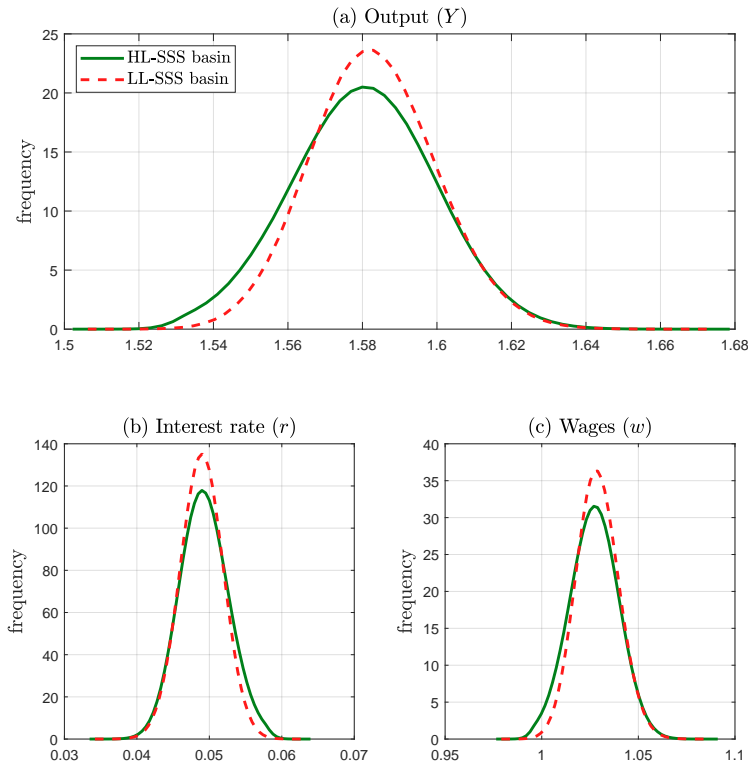 (a) Output (Y)
HL-SSS basin
LL-SSS basin
frequency
25
20
15
10
5
0
1.5 1.52 1.54 1.56 1.58 1.6 1.62 1.64 1.66 1.68
(b) Interest rate (r)
frequency
140
120
100
80
60
40
20
0
0.03 0.04 0.05 0.06 0.07
(c) Wages (w)
frequency
40
35
30
25
20
15
10
5
0
0.95 1 1.05 1.1